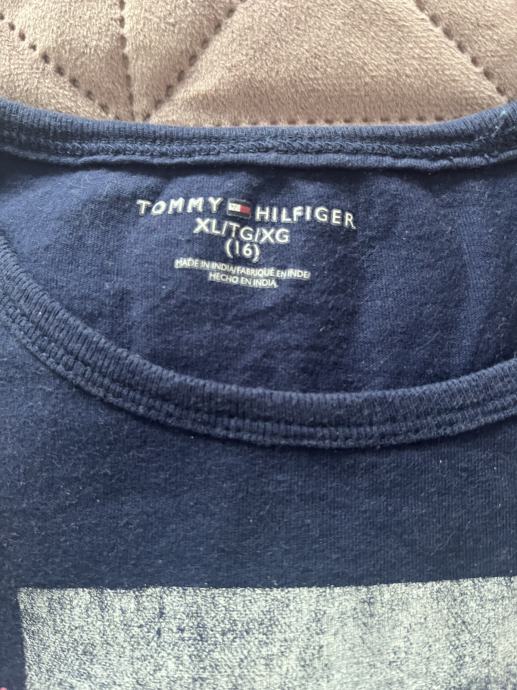 TOMMY HILFIGER
XL/TG/XG
(16)
MADE IN INDIA/FABRIQUÉ EN INDE/
HECHO EN INDIA